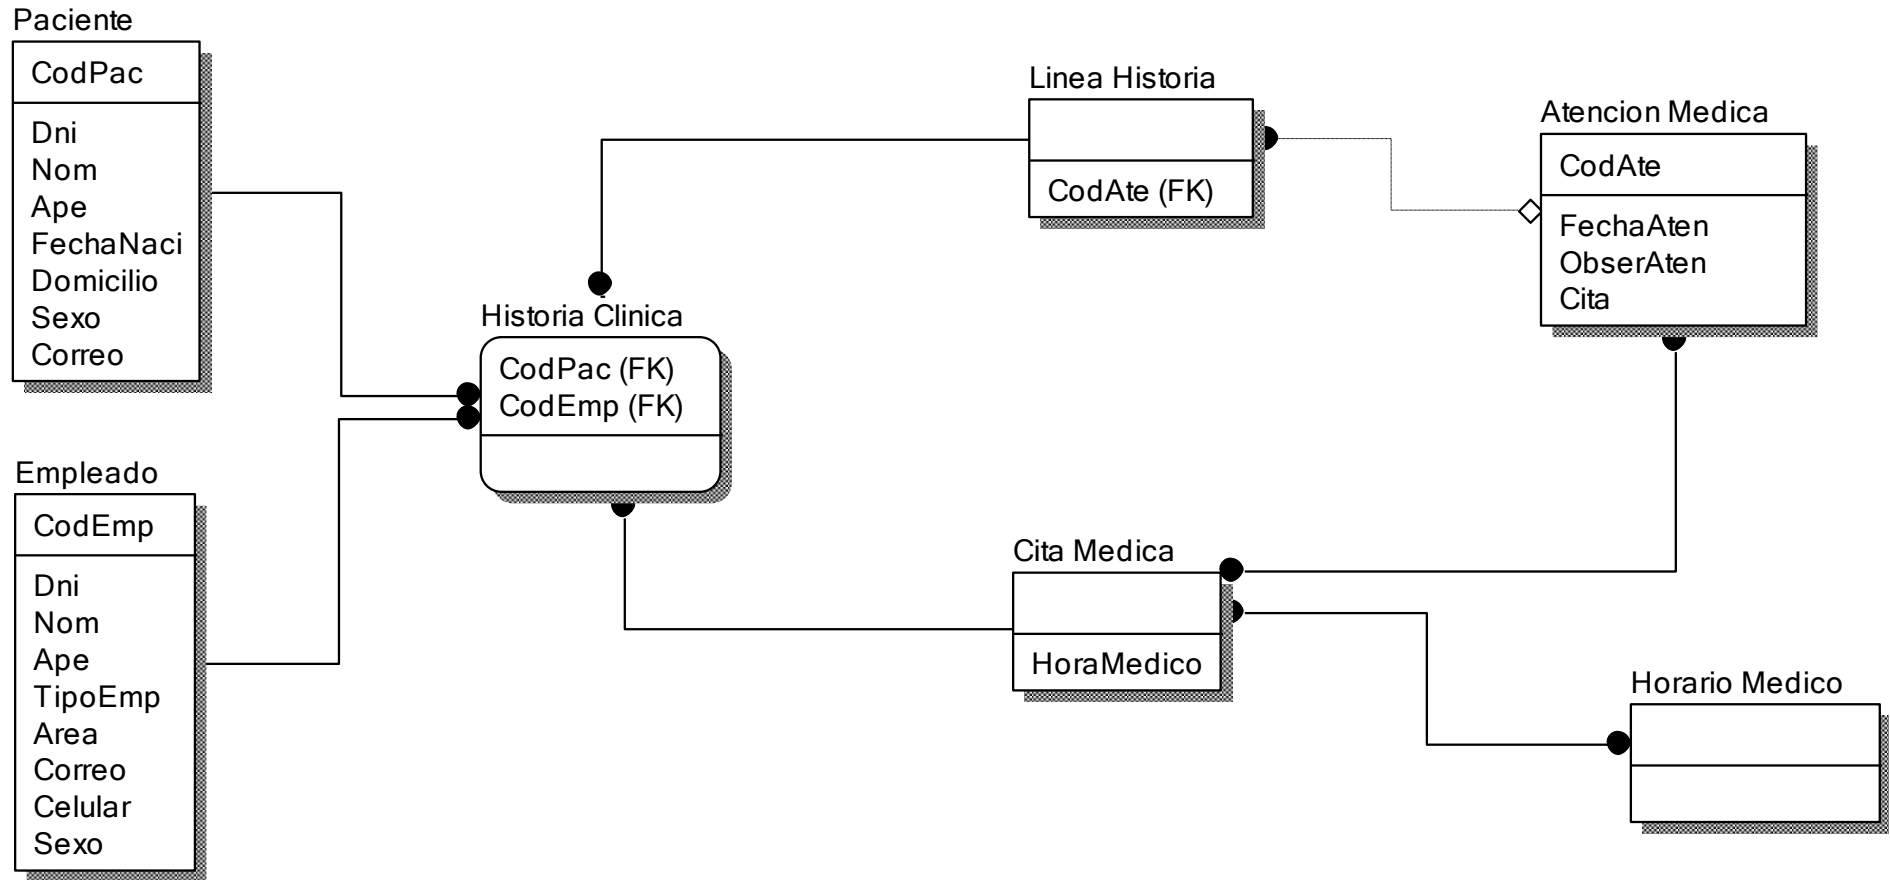 Paciente
CodPac
Dni
Nom
Ape
FechaNaci
Domicilio
Sexo
Correo
Empleado
CodEmp
Dni
Nom
Ape
TipoEmp
Area
Correo
Celular
Sexo
Historia Clinica
CodPac (FK)
CodEmp (FK)
Linea Historia
CodAte (FK)
Atencion Medica
CodAte
FechaAten
ObserAten
Cita
Cita Medica
HoraMedico
Horario Medico